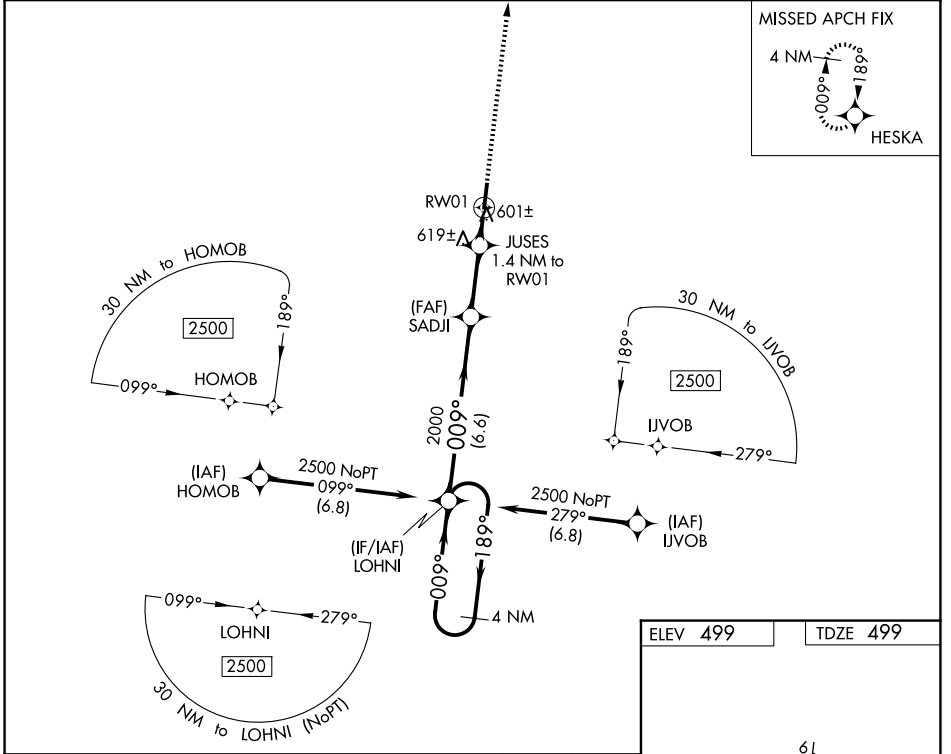 MISSED APCH FIX
4 NM
009°
189°
HESKA
RW01
601±
619±
JUSES
1.4 NM to
RW01
(FAF)
SADJI
30 NM to HOMOB
2500
189°
099°
HOMOB
30 NM to IJVOB
2500
189°
IJVOB
279°
2000
009°
(6.6)
(IAF)
HOMOB
2500 NoPT
099°
(6.8)
2500 NoPT
279°
(6.8)
(IAF)
IJVOB
(IF/IAF)
LOHNI
009°
189°
4 NM
099°
279°
LOHNI
2500
30 NM to LOHNI (NoPT)
ELEV 499
TDZE 499
19